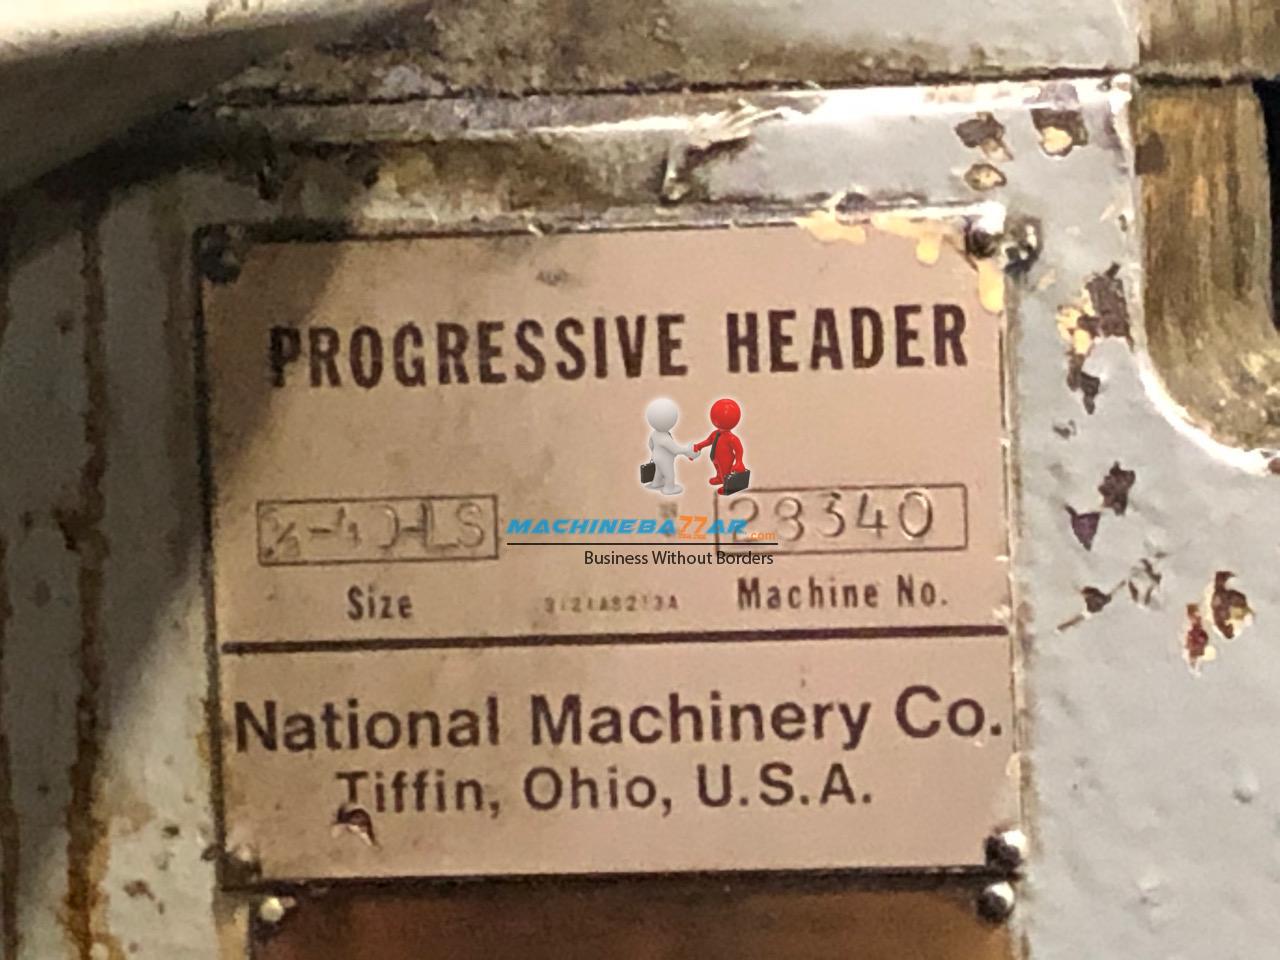 PROGRESSIVE HEADER
28340
MACHINEBAZZAR.com
Business Without Borders
Size
Machine No.
National Machinery Co.
Tiffin, Ohio, U.S.A.